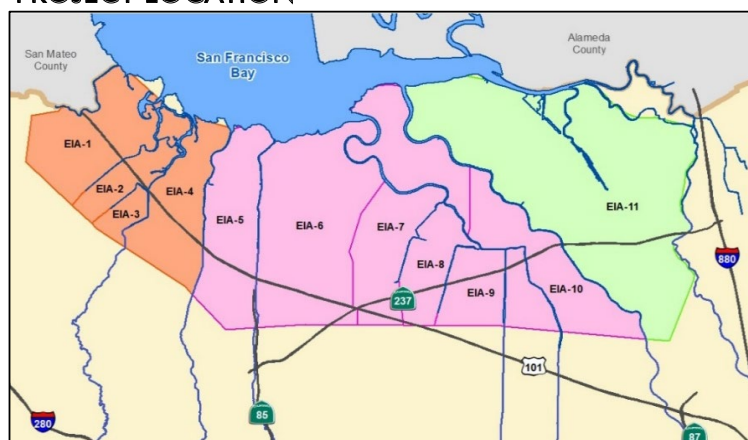 PROJECT LOCATION
San Mateo
County
San Francisco
Bay
Alameda
County
EIA-1
EIA-2
EIA-3
EIA-4
EIA-5
EIA-6
EIA-7
EIA-8
EIA-9
EIA-10
EIA-11
237
880
101
280
85
87